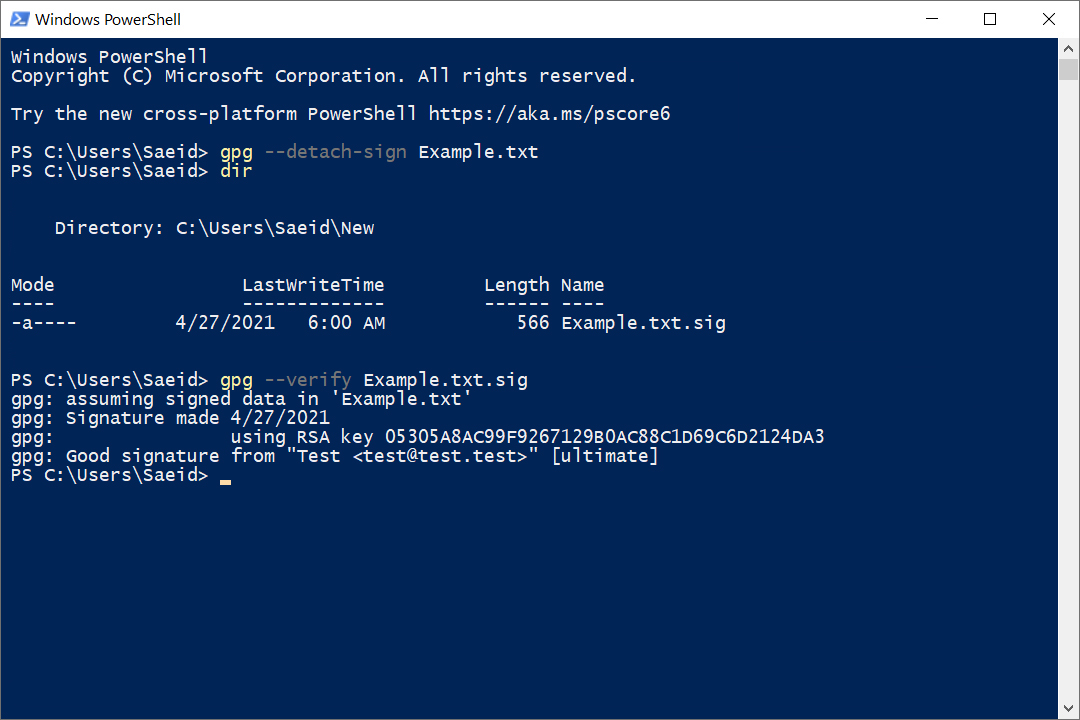 Windows PowerShell
Windows PowerShell
Copyright (C) Microsoft Corporation. All rights reserved.
Try the new cross-platform PowerShell https://aka.ms/pscore6
PS C:\Users\Saeid> gpg --detach-sign Example.txt
PS C:\Users\Saeid> dir
Directory: C:\Users\Saeid\New
Mode LastWriteTime Length Name
---- ------------- ------ ----
-a---- 4/27/2021 6:00 AM 566 Example.txt.sig
PS C:\Users\Saeid> gpg --verify Example.txt.sig
gpg: assuming signed data in 'Example.txt'
gpg: Signature made 4/27/2021
gpg: using RSA key 05305A8AC99F9267129B0AC88C1D69C6D2124DA3
gpg: Good signature from "Test <test@test.test>" [ultimate]
PS C:\Users\Saeid>